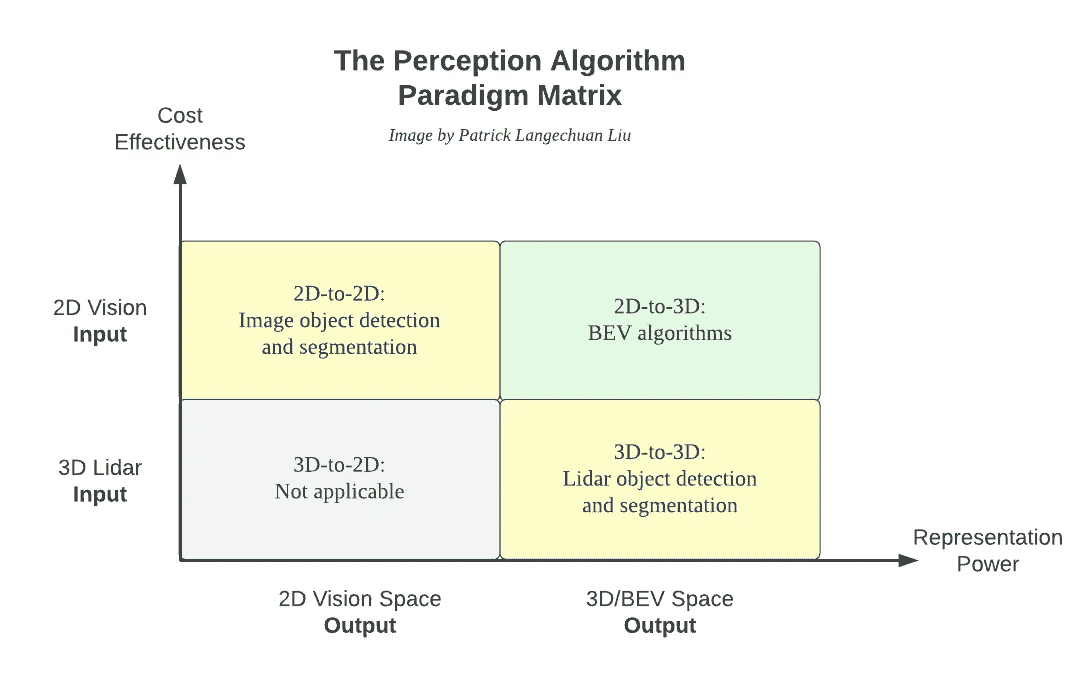 The Perception Algorithm
Paradigm Matrix
Image by Patrick Langechuan Liu
Cost
Effectiveness
2D Vision
Input
2D-to-2D:
Image object detection
and segmentation
2D-to-3D:
BEV algorithms
3D Lidar
Input
3D-to-2D:
Not applicable
3D-to-3D:
Lidar object detection
and segmentation
Representation
Power
2D Vision Space
Output
3D/BEV Space
Output